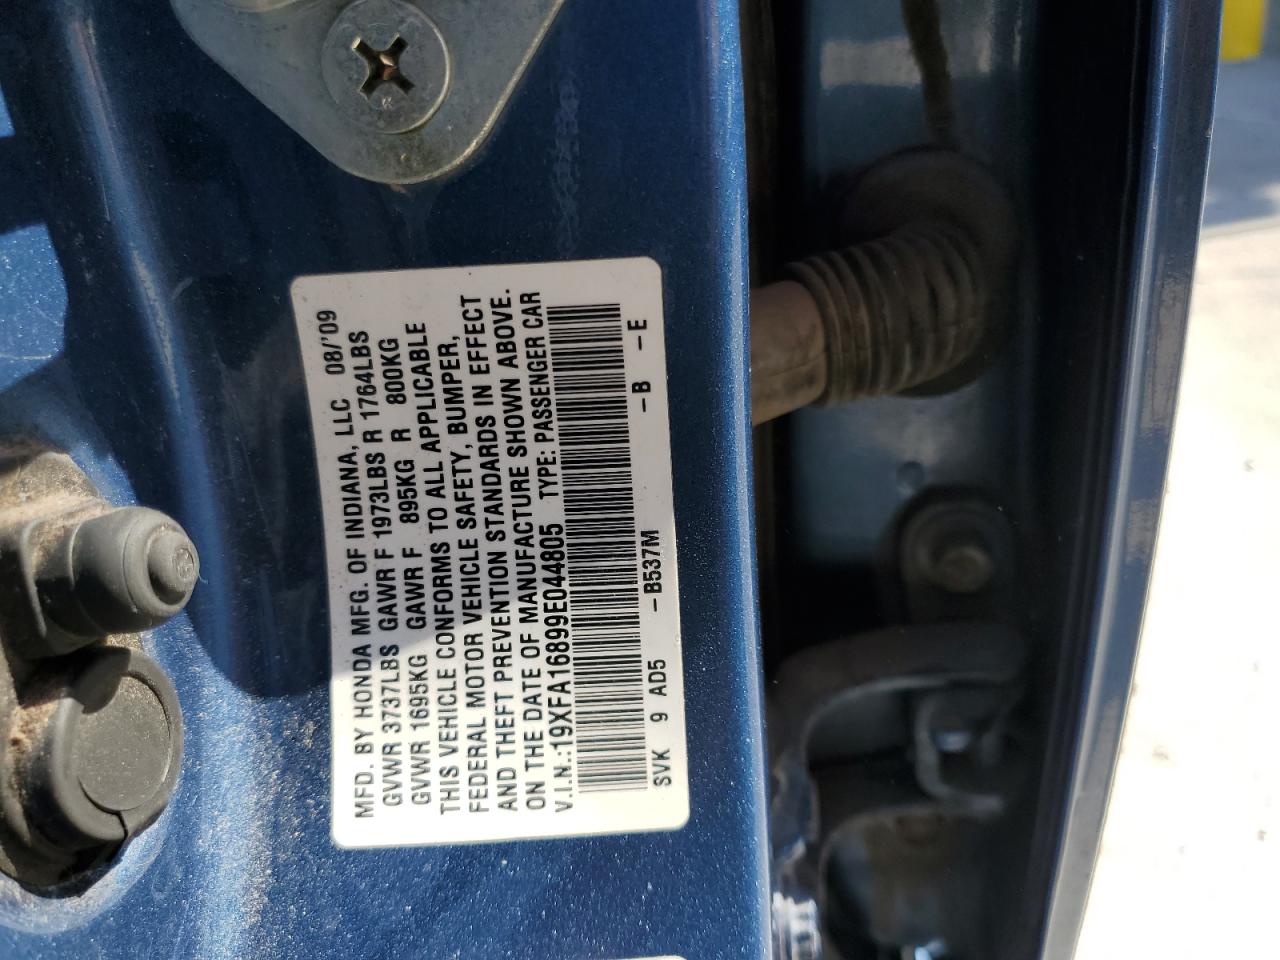 MFD. BY HONDA MFG. OF INDIANA, LLC 08/'09
GVWR 3737LBS GAWR F 1973LBS R 1764LBS
GVWR 1695KG GAWR F 895KG R 800KG
THIS VEHICLE CONFORMS TO ALL APPLICABLE
FEDERAL MOTOR VEHICLE SAFETY, BUMPER,
AND THEFT PREVENTION STANDARDS IN EFFECT
ON THE DATE OF MANUFACTURE SHOWN ABOVE.
V.I.N.:19XFA16899E044805 TYPE: PASSENGER CAR
SVK 9 AD5 -B537M -B -E